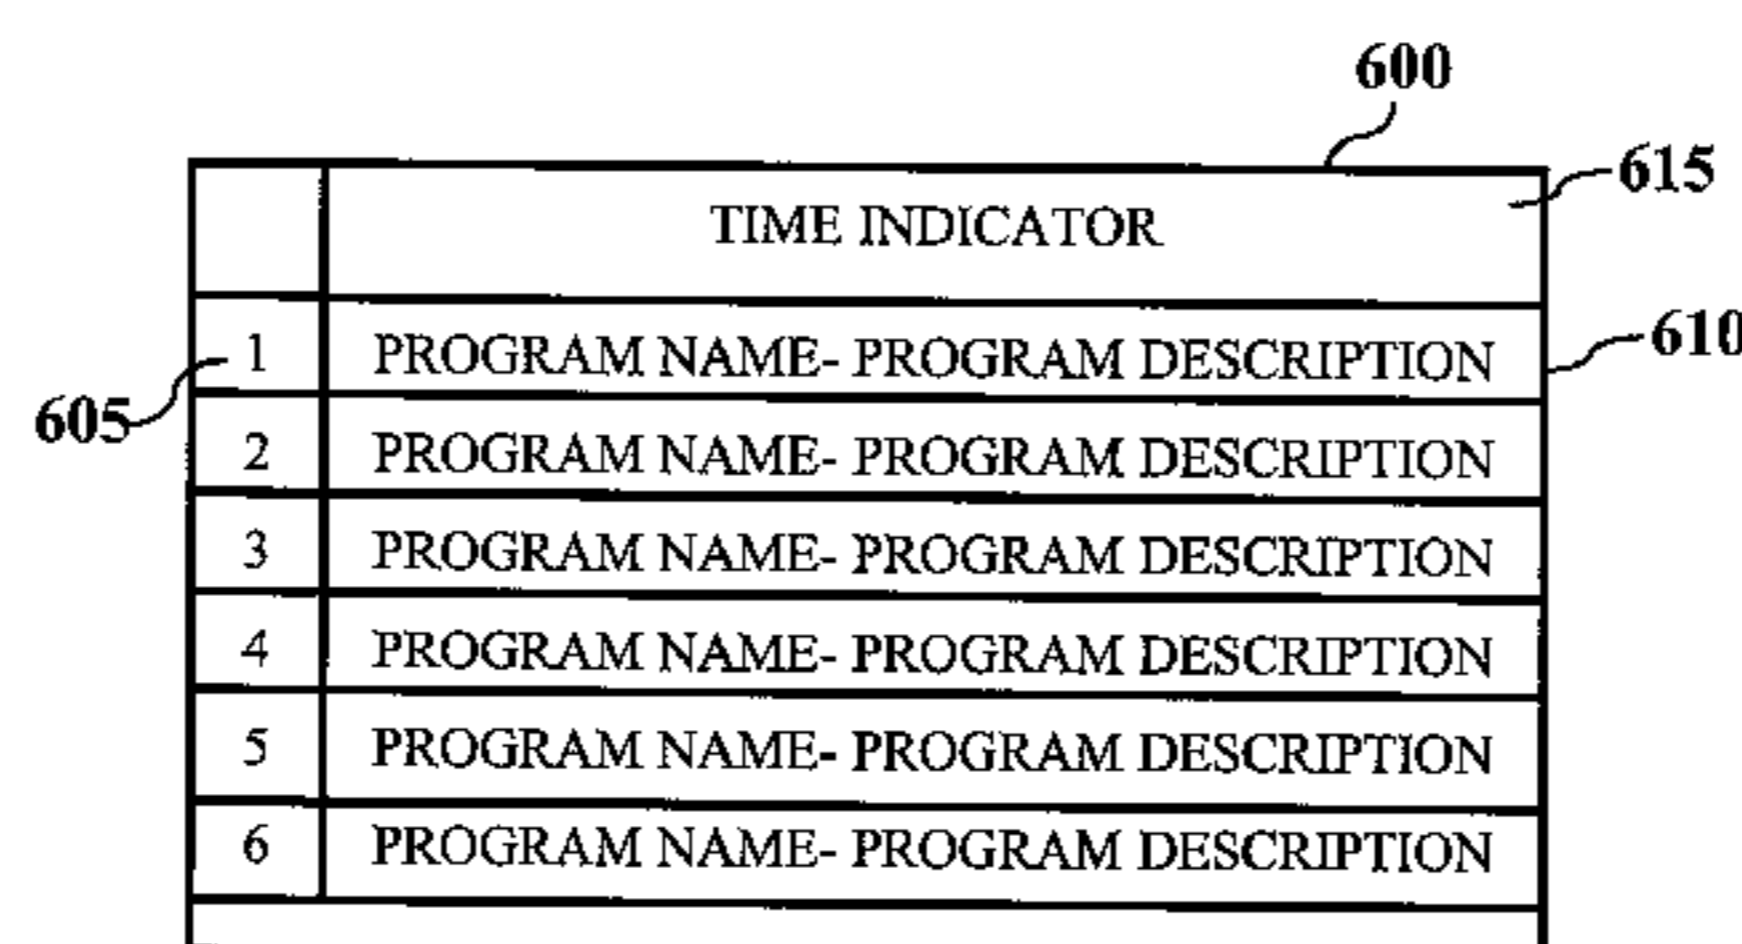 600
615
TIME INDICATOR
610
1 PROGRAM NAME- PROGRAM DESCRIPTION
605
2 PROGRAM NAME- PROGRAM DESCRIPTION
3 PROGRAM NAME- PROGRAM DESCRIPTION
4 PROGRAM NAME- PROGRAM DESCRIPTION
5 PROGRAM NAME- PROGRAM DESCRIPTION
6 PROGRAM NAME- PROGRAM DESCRIPTION